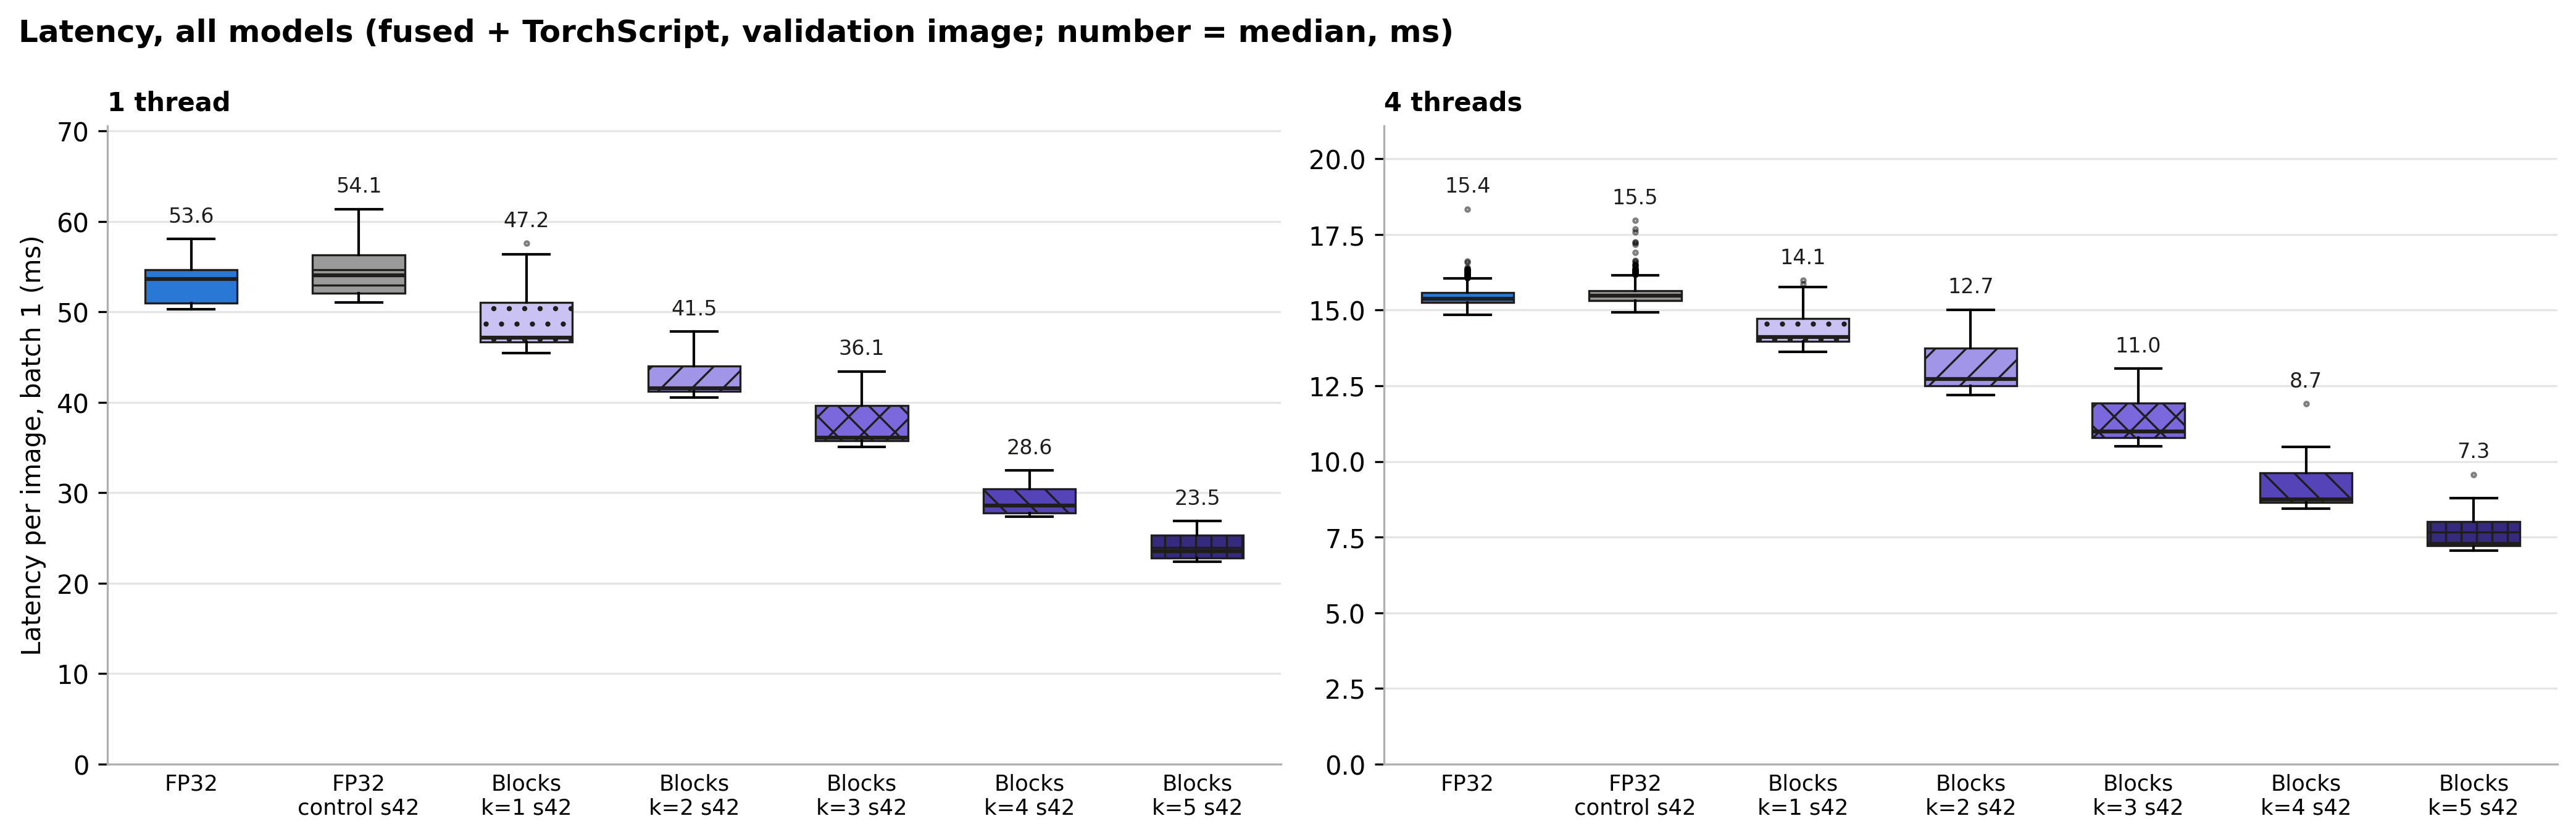 Latency, all models (fused + TorchScript, validation image; number = median, ms)
1 thread
Latency per image, batch 1 (ms)
70
60
50
40
30
20
10
0
53.6
54.1
47.2
41.5
36.1
28.6
23.5
FP32
FP32
control s42
Blocks
k=1 s42
Blocks
k=2 s42
Blocks
k=3 s42
Blocks
k=4 s42
Blocks
k=5 s42
4 threads
20.0
17.5
15.0
12.5
10.0
7.5
5.0
2.5
0.0
15.4
15.5
14.1
12.7
11.0
8.7
7.3
FP32
FP32
control s42
Blocks
k=1 s42
Blocks
k=2 s42
Blocks
k=3 s42
Blocks
k=4 s42
Blocks
k=5 s42